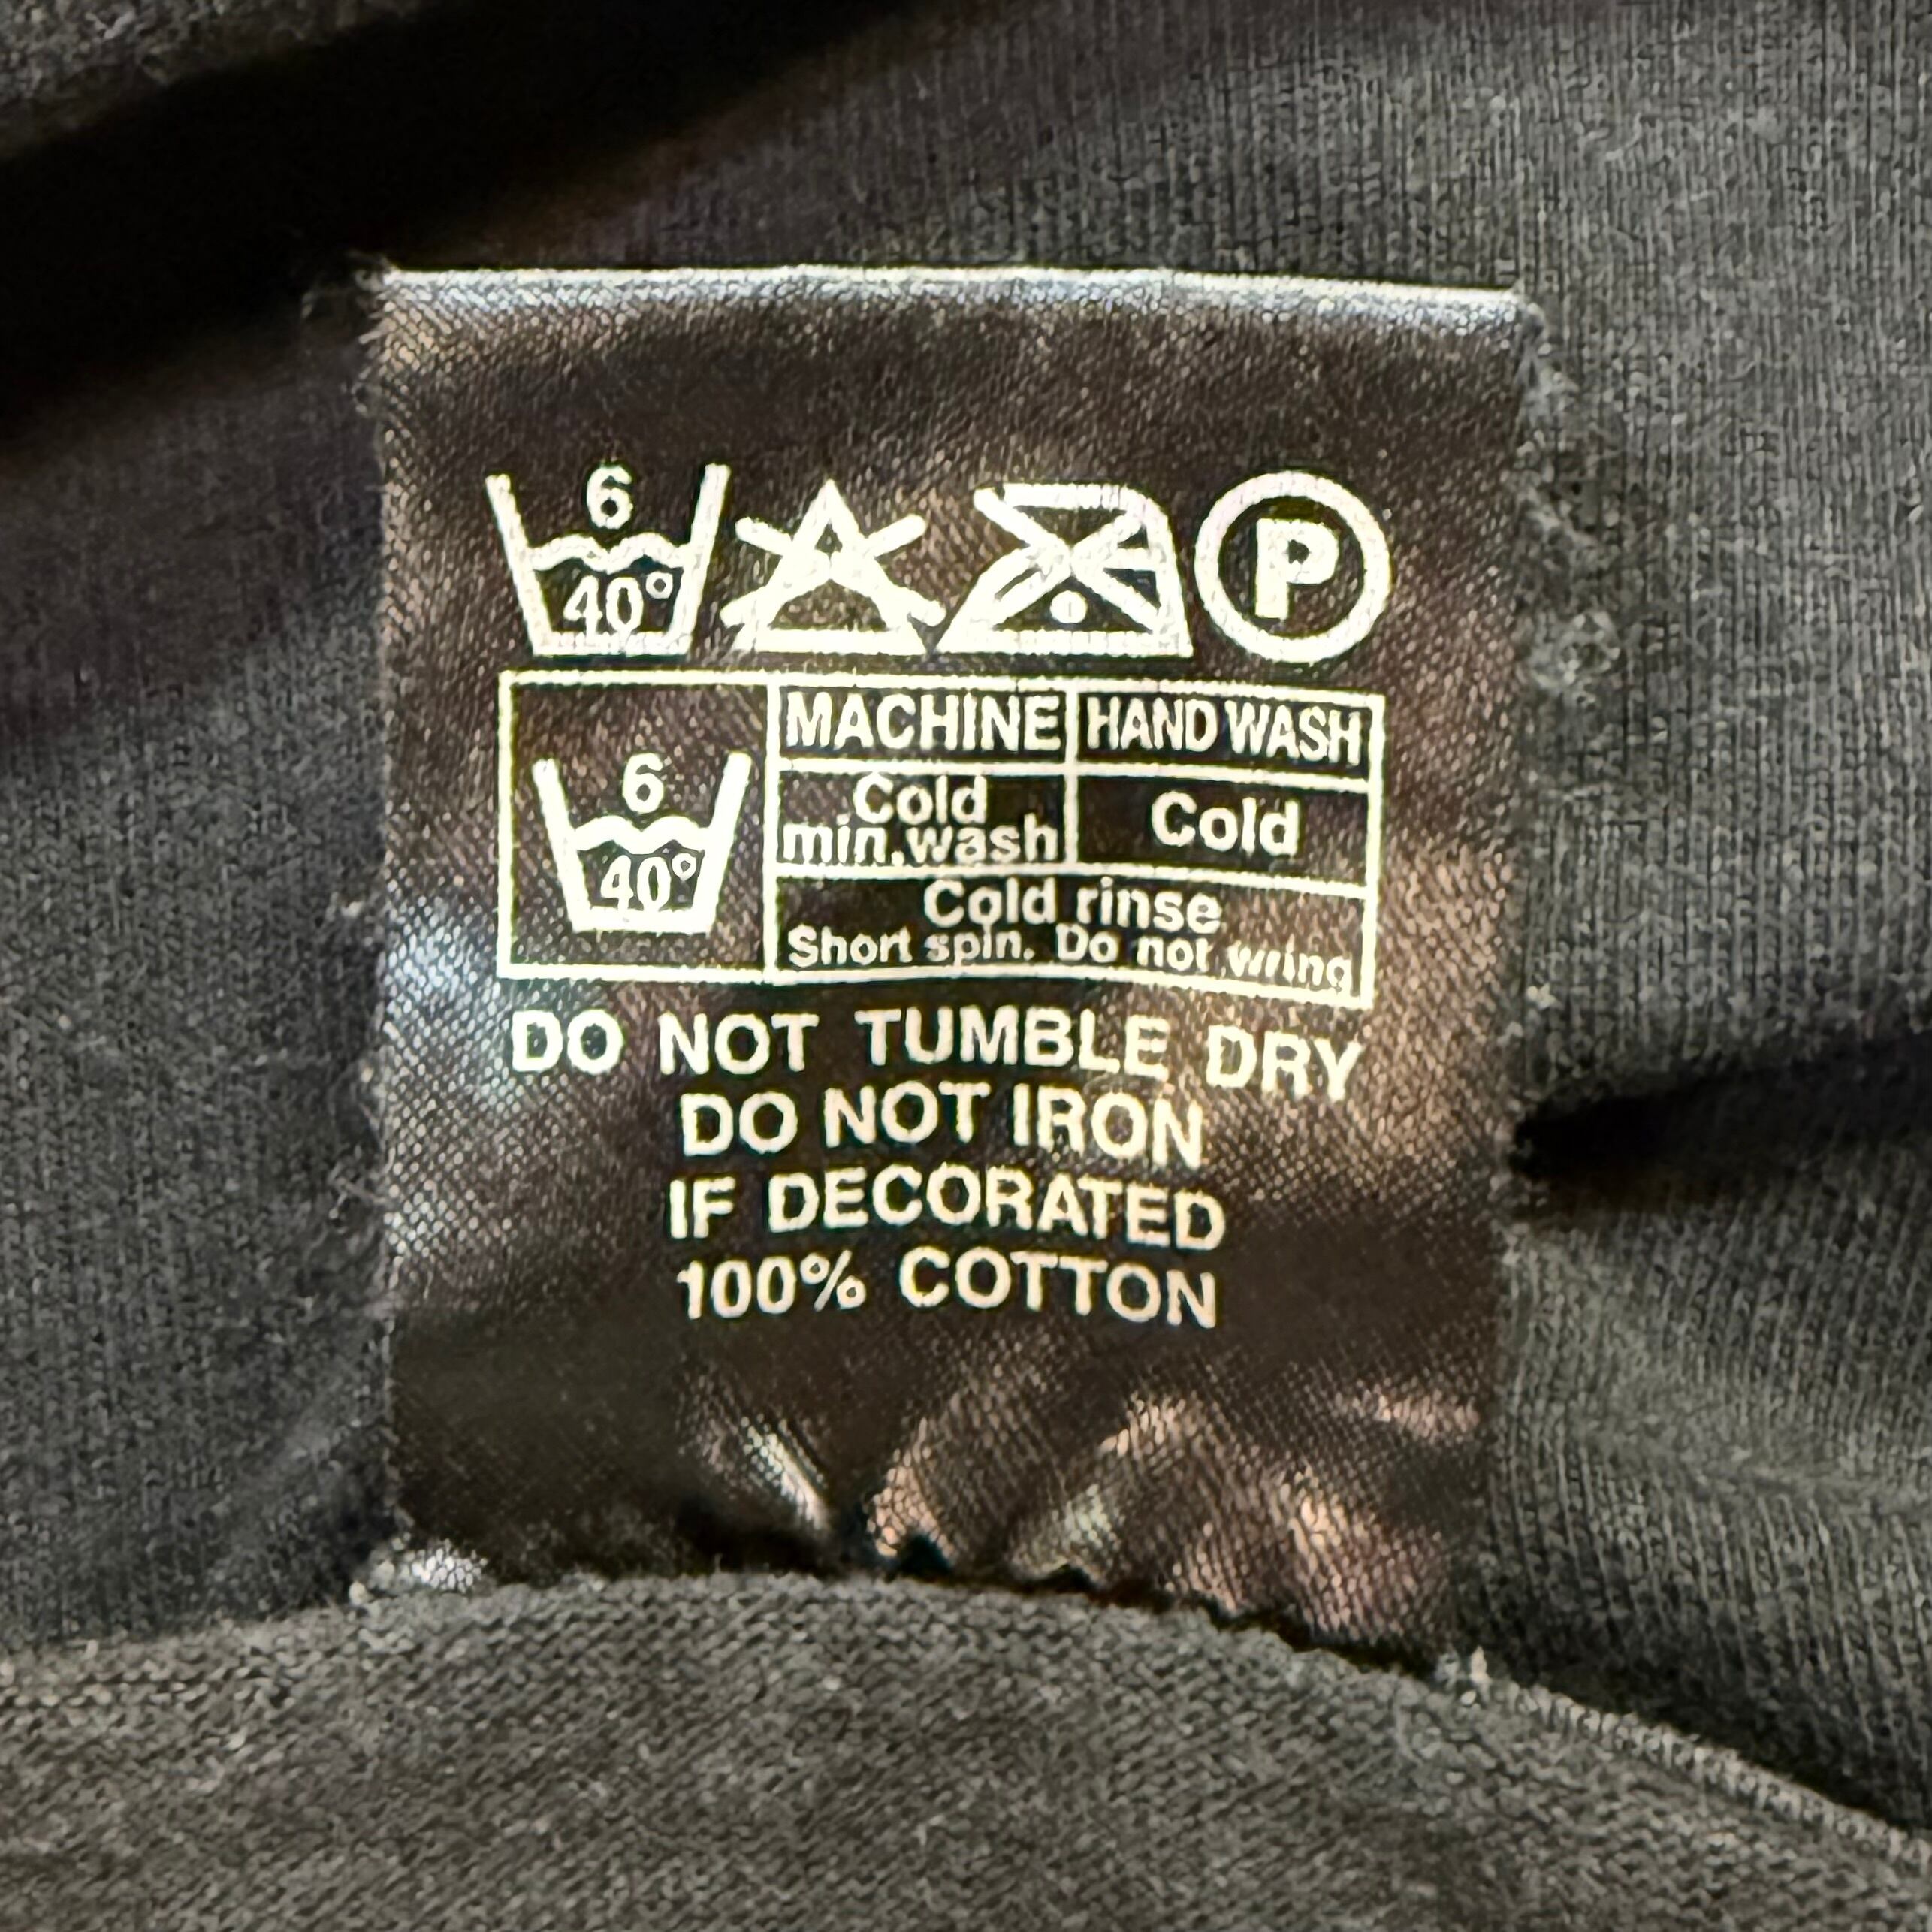 6
40°
P
MACHINE HAND WASH
6
40°
Cold
min.wash
Cold
Cold rinse
Short spin. Do not wring
DO NOT TUMBLE DRY
DO NOT IRON
IF DECORATED
100% COTTON